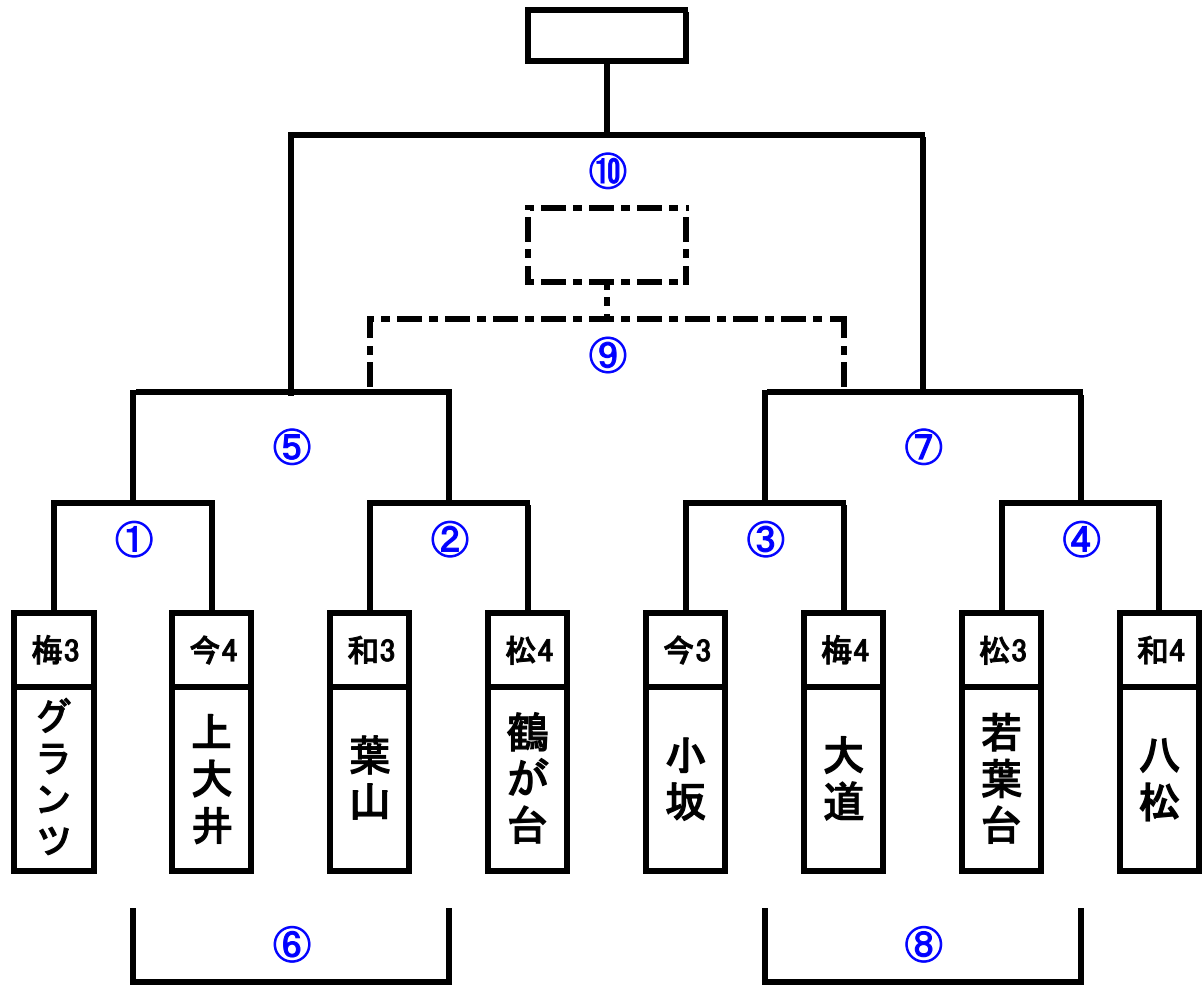 ⑩
⑨
⑤
⑦
①
②
③
④
梅3
今4
和3
松4
今3
梅4
松3
和4
グランツ
上大井
葉山
鶴が台
小坂
大道
若葉台
八松
⑥
⑧